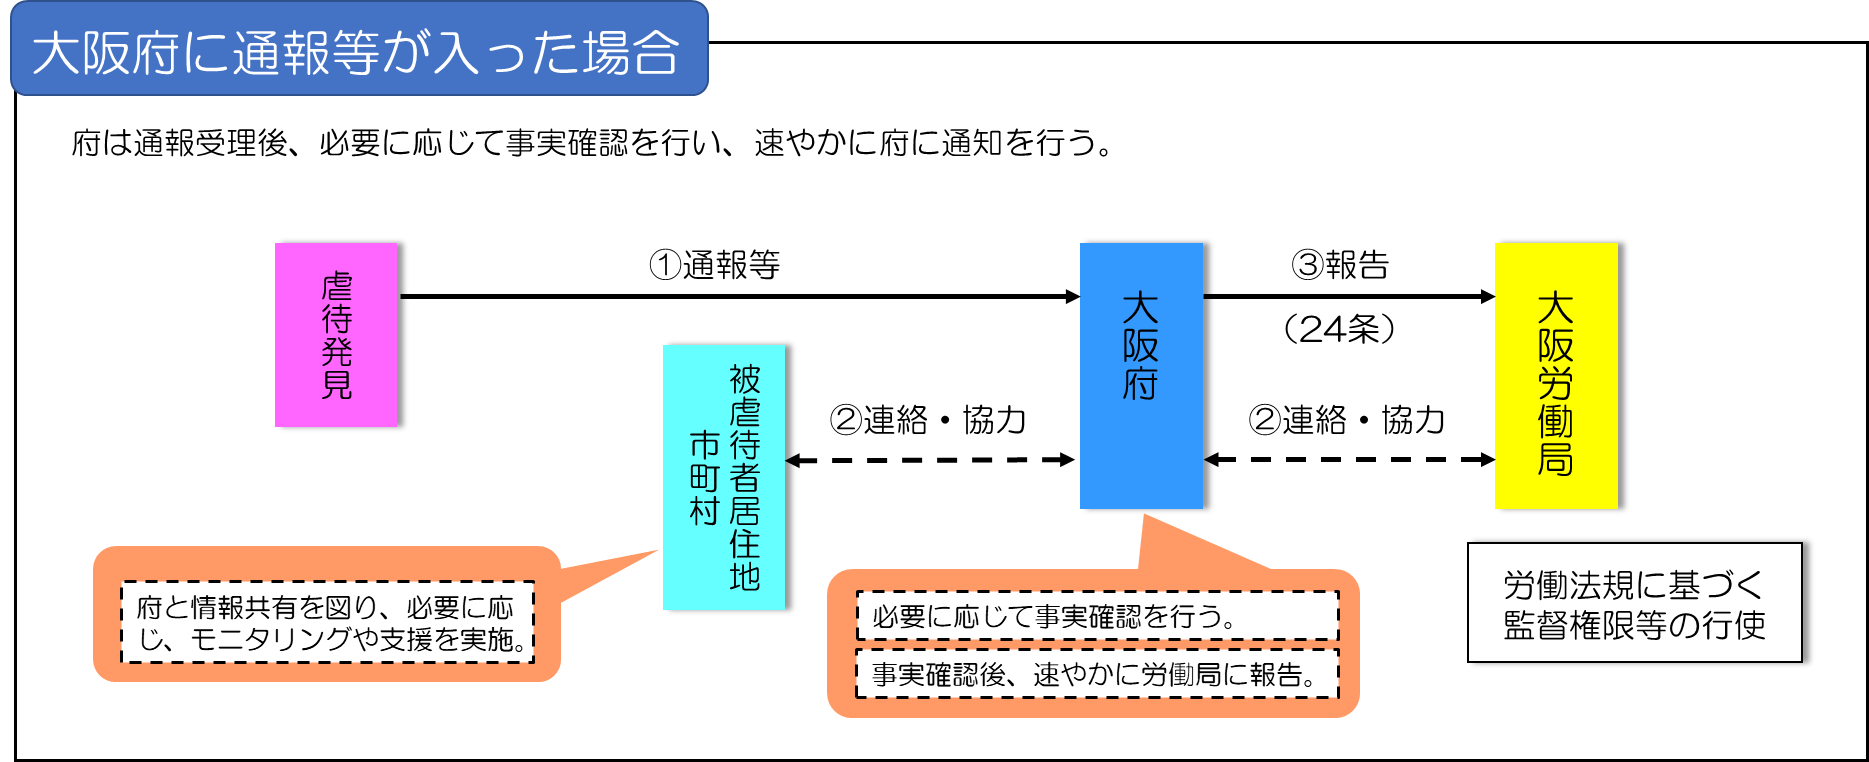 大阪府に通報等が入った場合
府は通報受理後、必要に応じて事実確認を行い、速やかに府に通知を行う。
虐待発見
①通報等
被虐待者居住地
市町村
②連絡・協力
大阪府
③報告
（24条）
②連絡・協力
大阪労働局
府と情報共有を図り、必要に応
じ、モニタリングや支援を実施。
必要に応じて事実確認を行う。
事実確認後、速やかに労働局に報告。
労働法規に基づく
監督権限等の行使